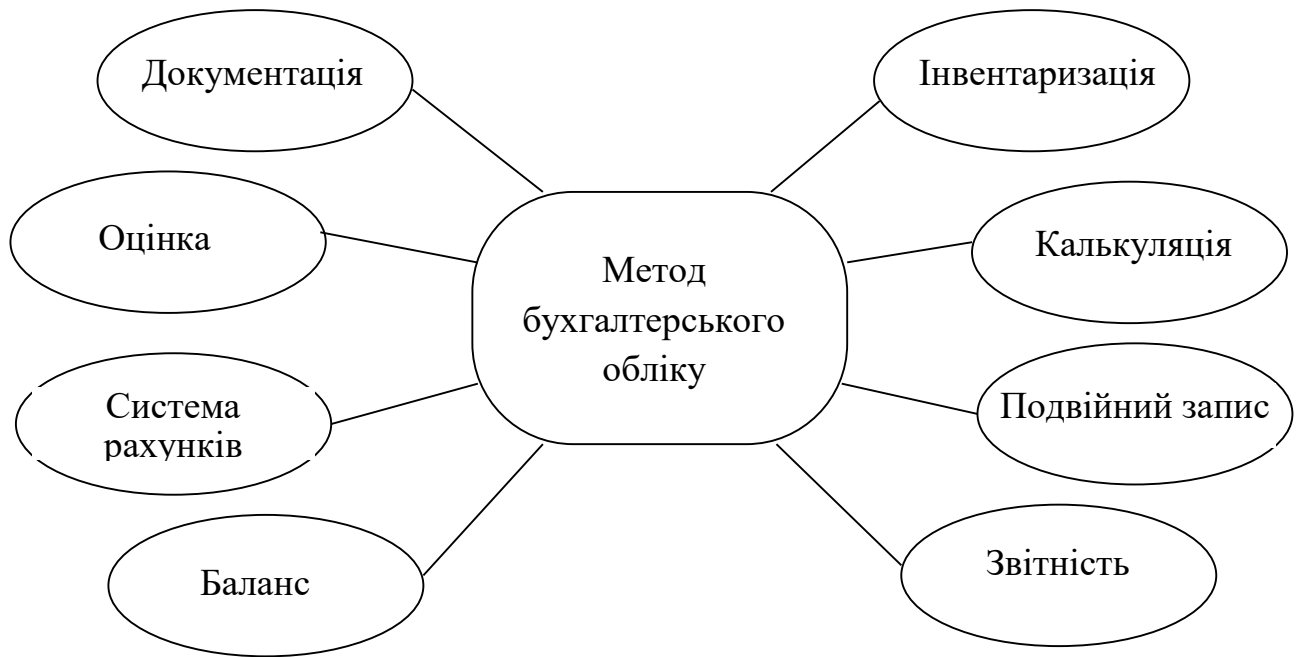 Документація
Інвентаризація
Оцінка
Калькуляція
Метод
бухгалтерського
обліку
Система
рахунків
Подвійний запис
Баланс
Звітність